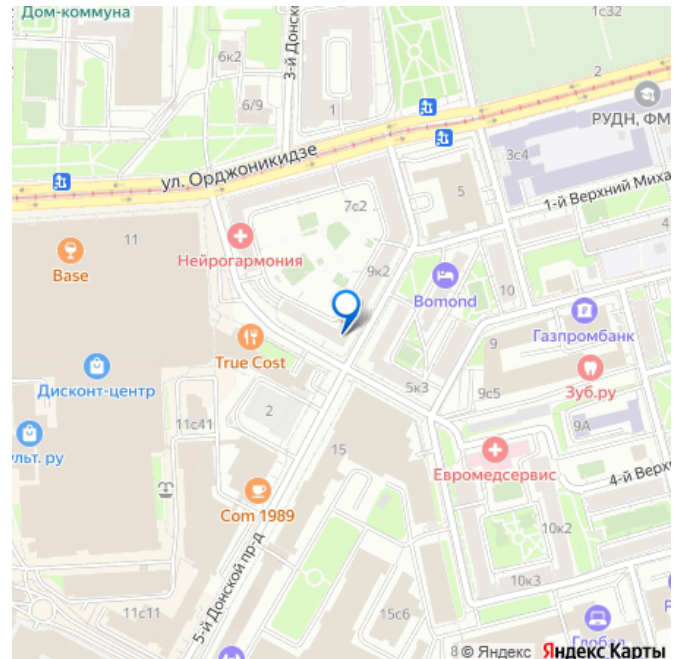 Дом-коммуна
1с32
6к2
3-й Донско
2
6/9
1
РУДН, ФМ
ул. Орджоникидзе
3с4
5
1-й Верхний Миха
7с2
11
Нейрогармония
4
Base
9к2
Bomond
10
Газпромбанк
9
True Cost
Дисконт-центр
5к3
9с5
Зуб.ру
2
9А
11с41
ульт. ру
15
Евромедсервис
4-й Верхн
Com 1989
10к2
5-й Донской пр-д
10к3
11с11
15с6
Глобал
8
© Яндекс Яндекс Карты